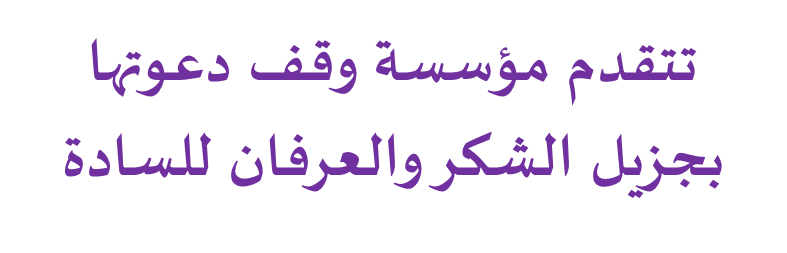 تتقدم مؤسسة وقف دعوتها
بجزيل الشكر والعرفان للسادة